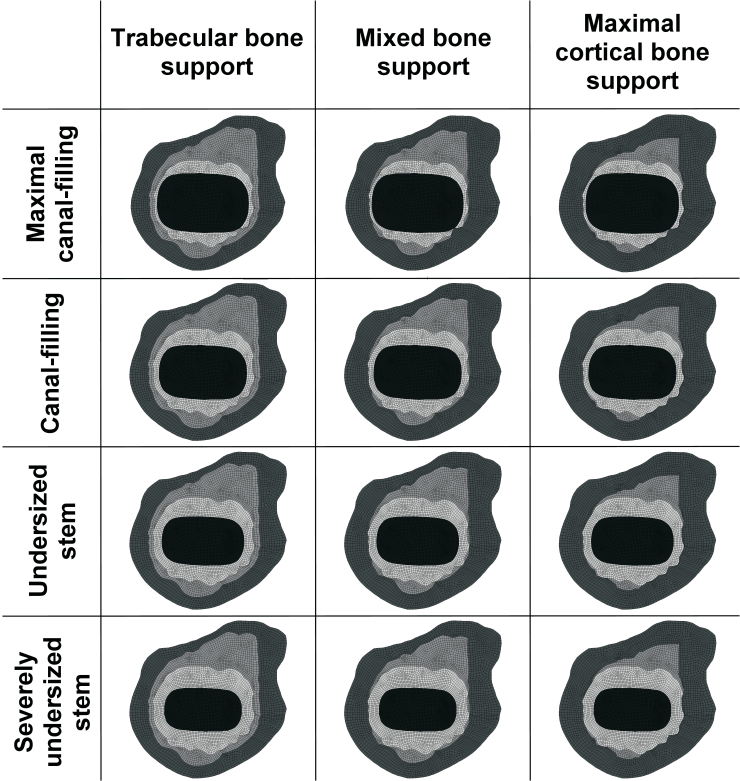 Trabecular bone
support
Mixed bone
support
Maximal
cortical bone
support
Maximal
canal-filling
Canal-filling
Undersized
stem
Severely
undersized
stem